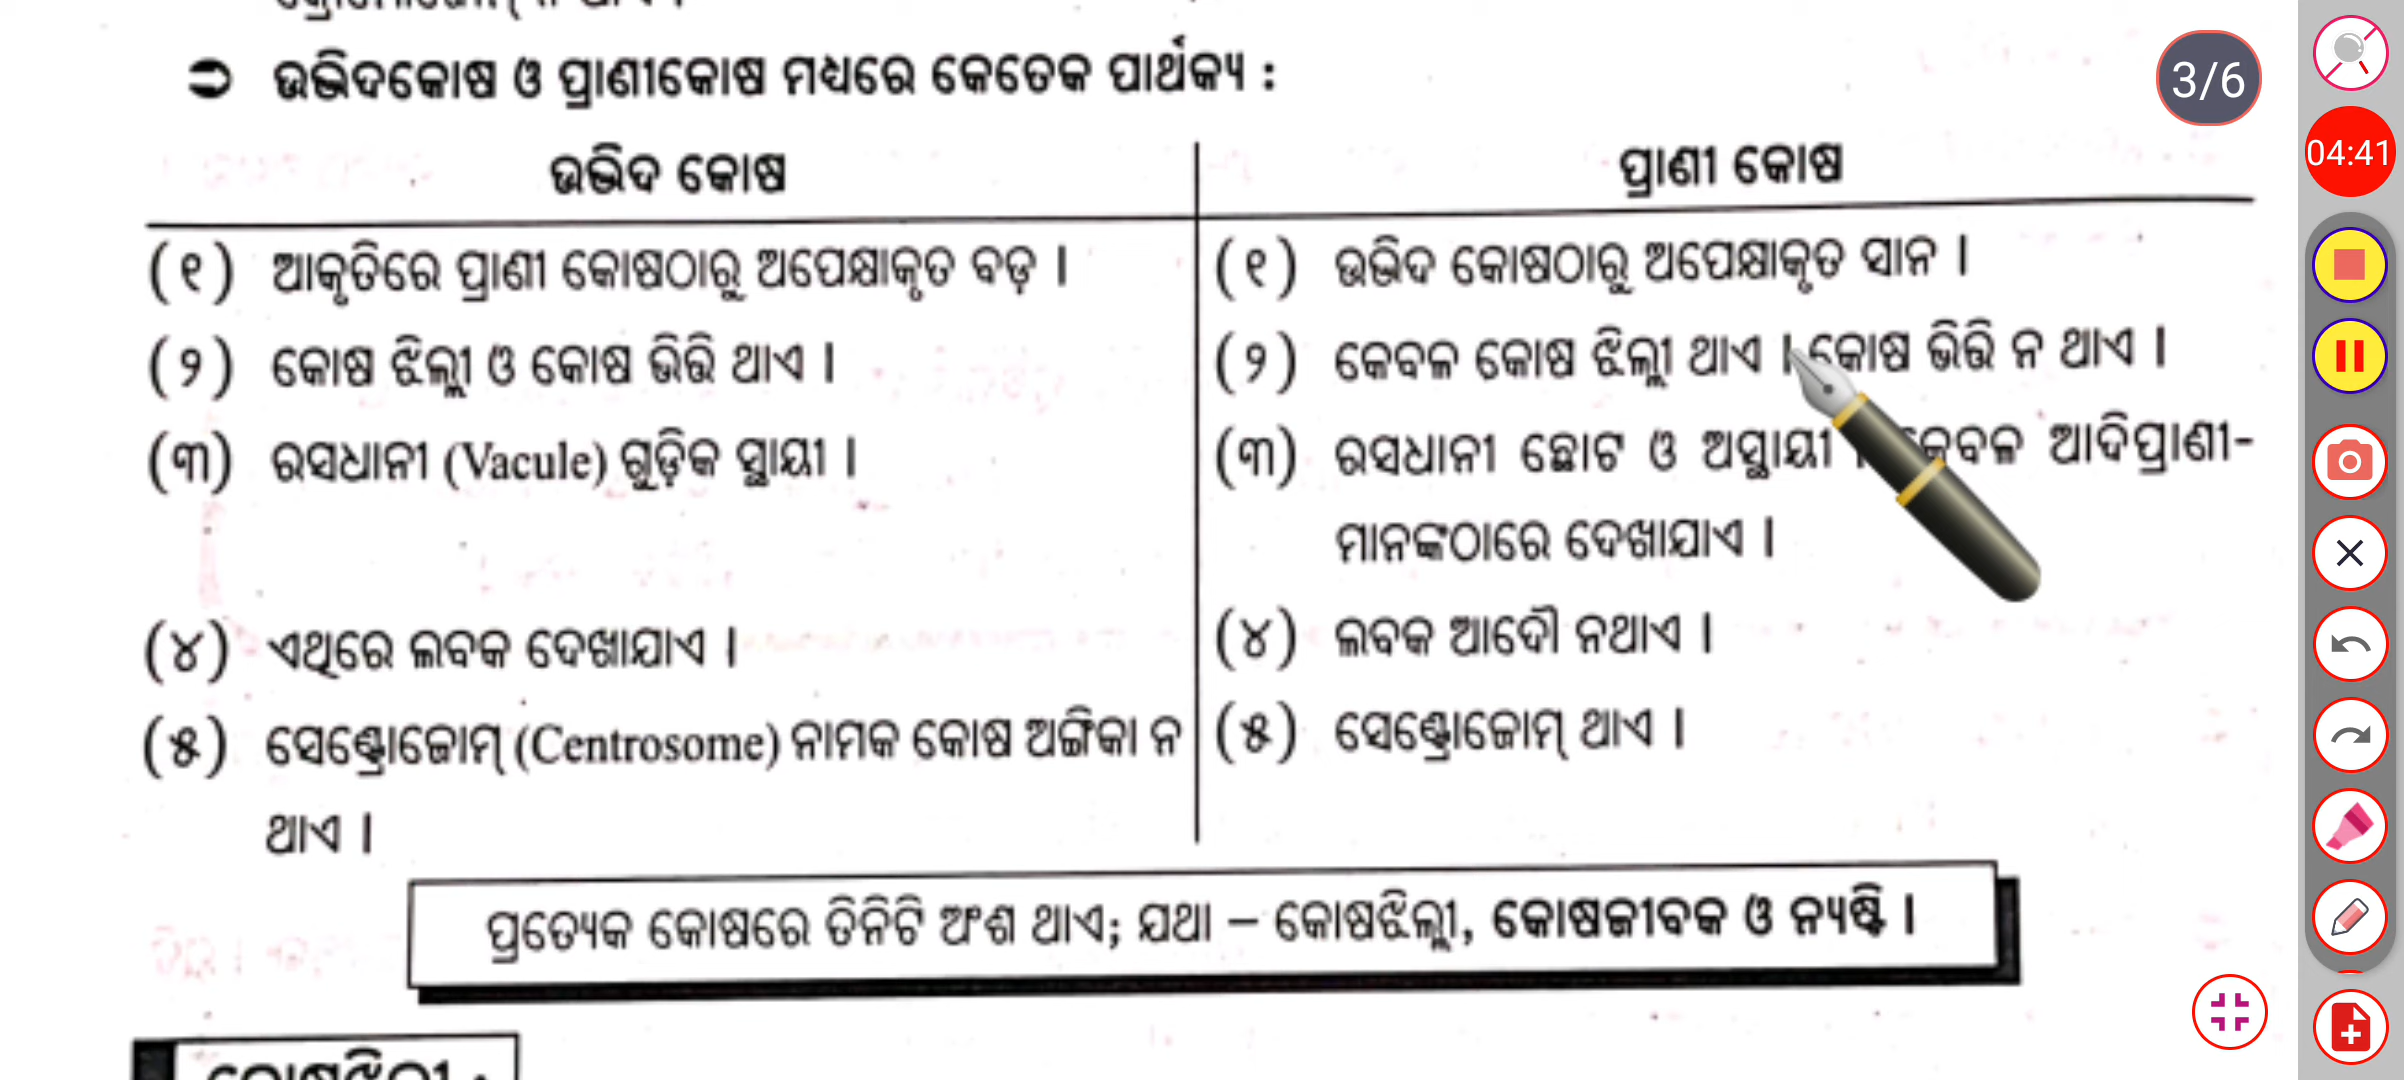 ➲ ଉଦ୍ଭିଦକୋଷ ଓ ପ୍ରାଣୀକୋଷ ମଧ୍ୟରେ କେତେକ ପାର୍ଥକ୍ୟ :
3/6
04:41
ଉଦ୍ଭିଦ କୋଷ
ପ୍ରାଣୀ କୋଷ
(୧) ଆକୃତିରେ ପ୍ରାଣୀ କୋଷଠାରୁ ଅପେକ୍ଷାକୃତ ବଡ଼ ।
(୧) ଉଦ୍ଭିଦ କୋଷଠାରୁ ଅପେକ୍ଷାକୃତ ସାନ ।
(୨) କୋଷ ଝିଲ୍ଲୀ ଓ କୋଷ ଭିତ୍ତି ଥାଏ ।
(୨) କେବଳ କୋଷ ଝିଲ୍ଲୀ ଥାଏ । କୋଷ ଭିତ୍ତି ନ ଥାଏ ।
(୩) ରସଧାନୀ (Vacule) ଗୁଡ଼ିକ ସ୍ଥାୟୀ ।
(୩) ରସଧାନୀ ଛୋଟ ଓ ଅସ୍ଥାୟୀ । କେବଳ ଆଦିପ୍ରାଣୀ-
ମାନଙ୍କଠାରେ ଦେଖାଯାଏ ।
(୪) ଏଥିରେ ଲବକ ଦେଖାଯାଏ ।
(୪) ଲବକ ଆଦୌ ନଥାଏ ।
(୫) ସେଣ୍ଟ୍ରୋଜୋମ୍ (Centrosome) ନାମକ କୋଷ ଅଙ୍ଗିକା ନ
ଥାଏ ।
(୫) ସେଣ୍ଟ୍ରୋଜୋମ୍ ଥାଏ ।
ପ୍ରତ୍ୟେକ କୋଷରେ ତିନିଟି ଅଂଶ ଥାଏ; ଯଥା – କୋଷଝିଲ୍ଲୀ, କୋଷଜୀବକ ଓ ନ୍ୟଷ୍ଟି ।